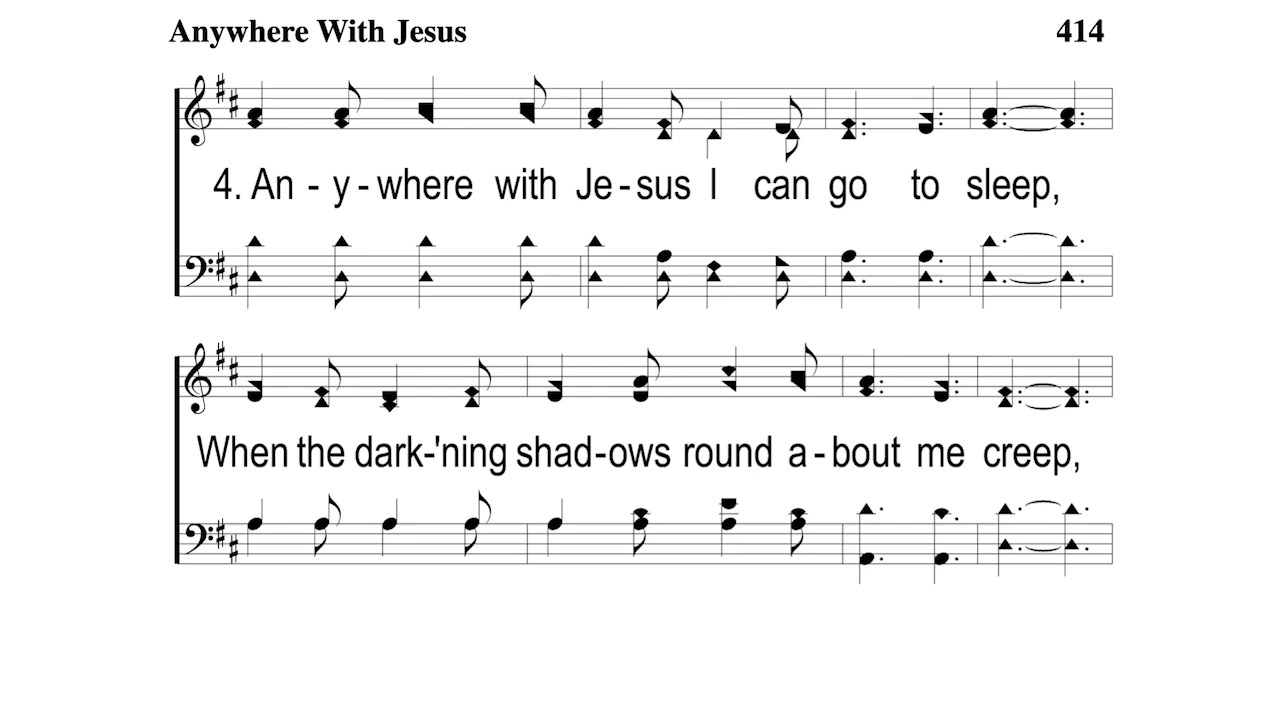 Anywhere With Jesus 414
4. An - y - where with Je - sus I can go to sleep,
When the dark-'ning shad-ows round a - bout me creep,